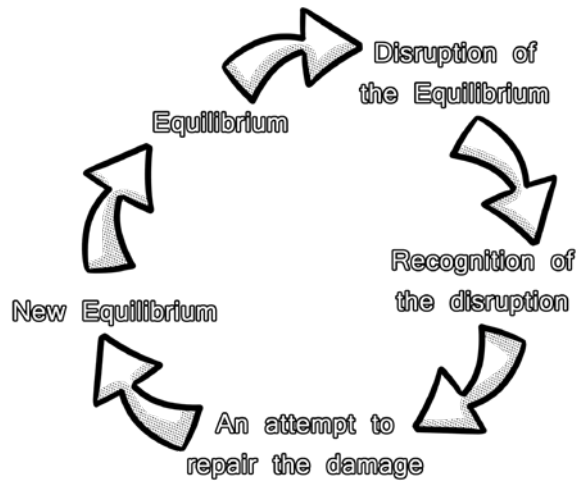 Equilibrium
Disruption of
the Equilibrium
Recognition of
the disruption
An attempt to
repair the damage
New Equilibrium